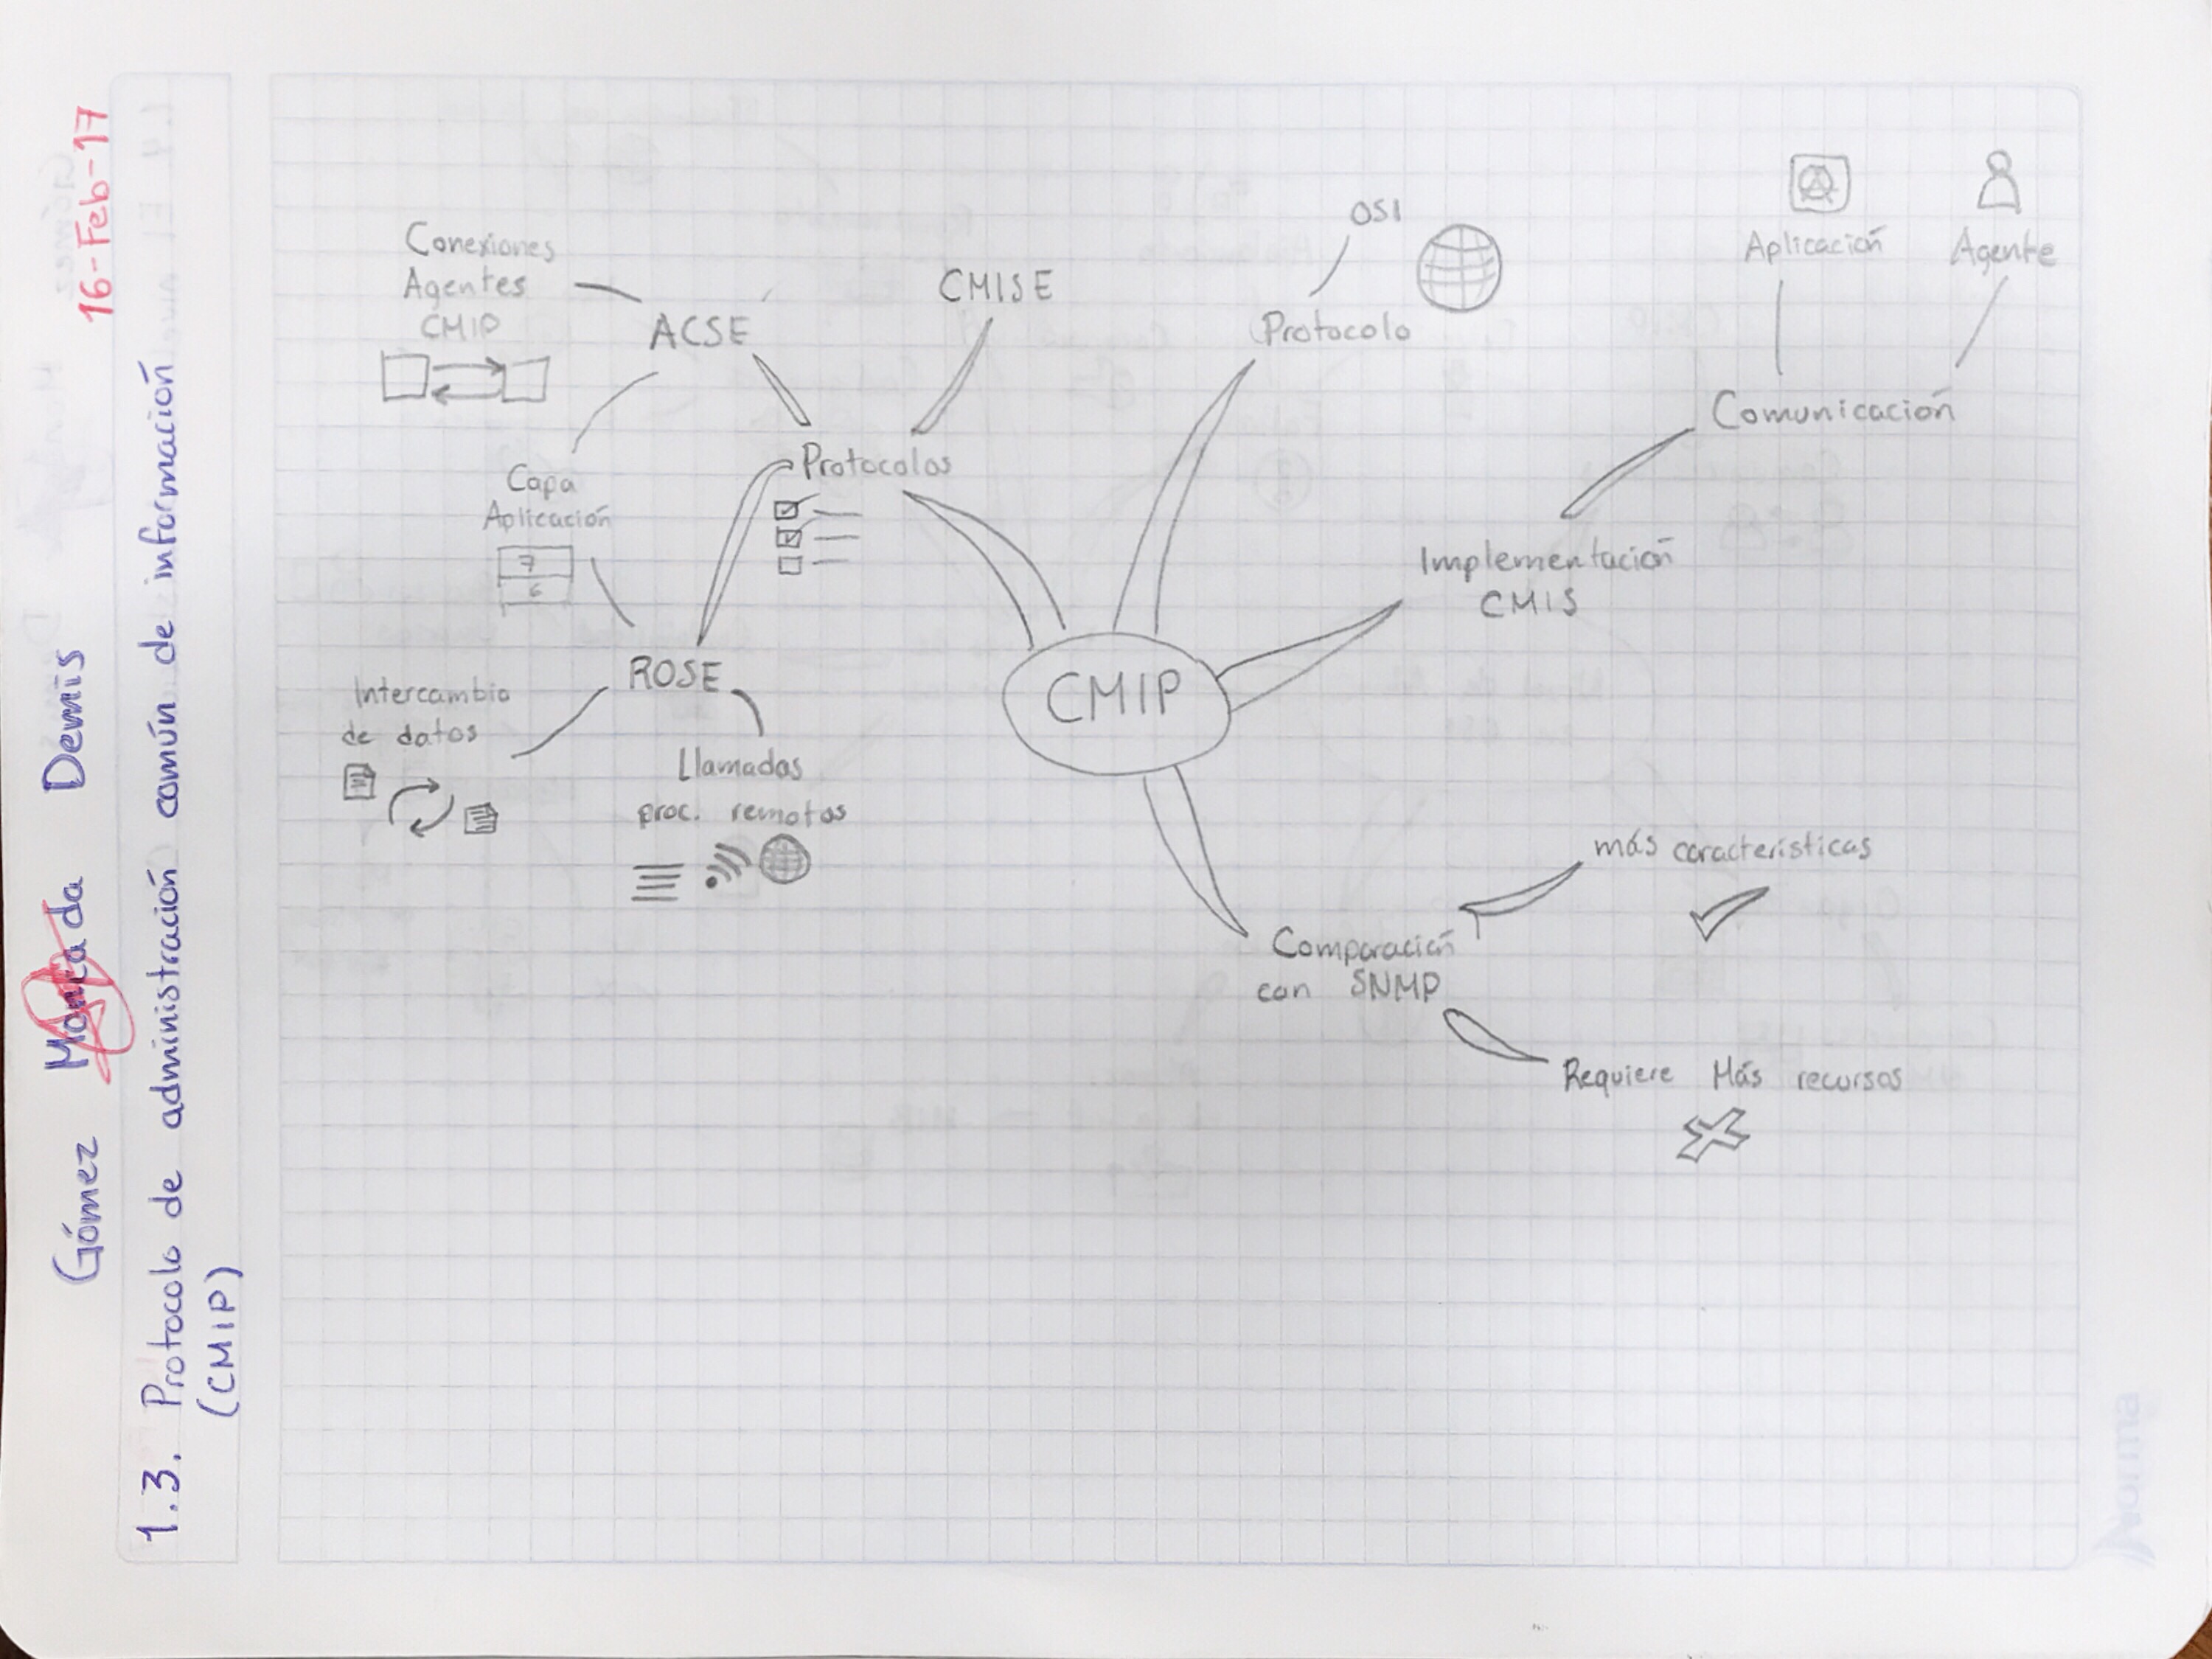 16-Feb-17
Gómez Moncada Demis
1.3. Protocolo de administración común de información
(CMIP)
CMIP
Protocolo
OSI
Implementación
CMIS
Comunicación
Aplicación
Agente
Comparación
con SNMP
más características
Requiere Más recursos
Protocolos
CMISE
ACSE
Conexiones
Agentes
CMIP
Capa
Aplicación
7
6
ROSE
Intercambio
de datos
Llamadas
proc. remotos
Norma